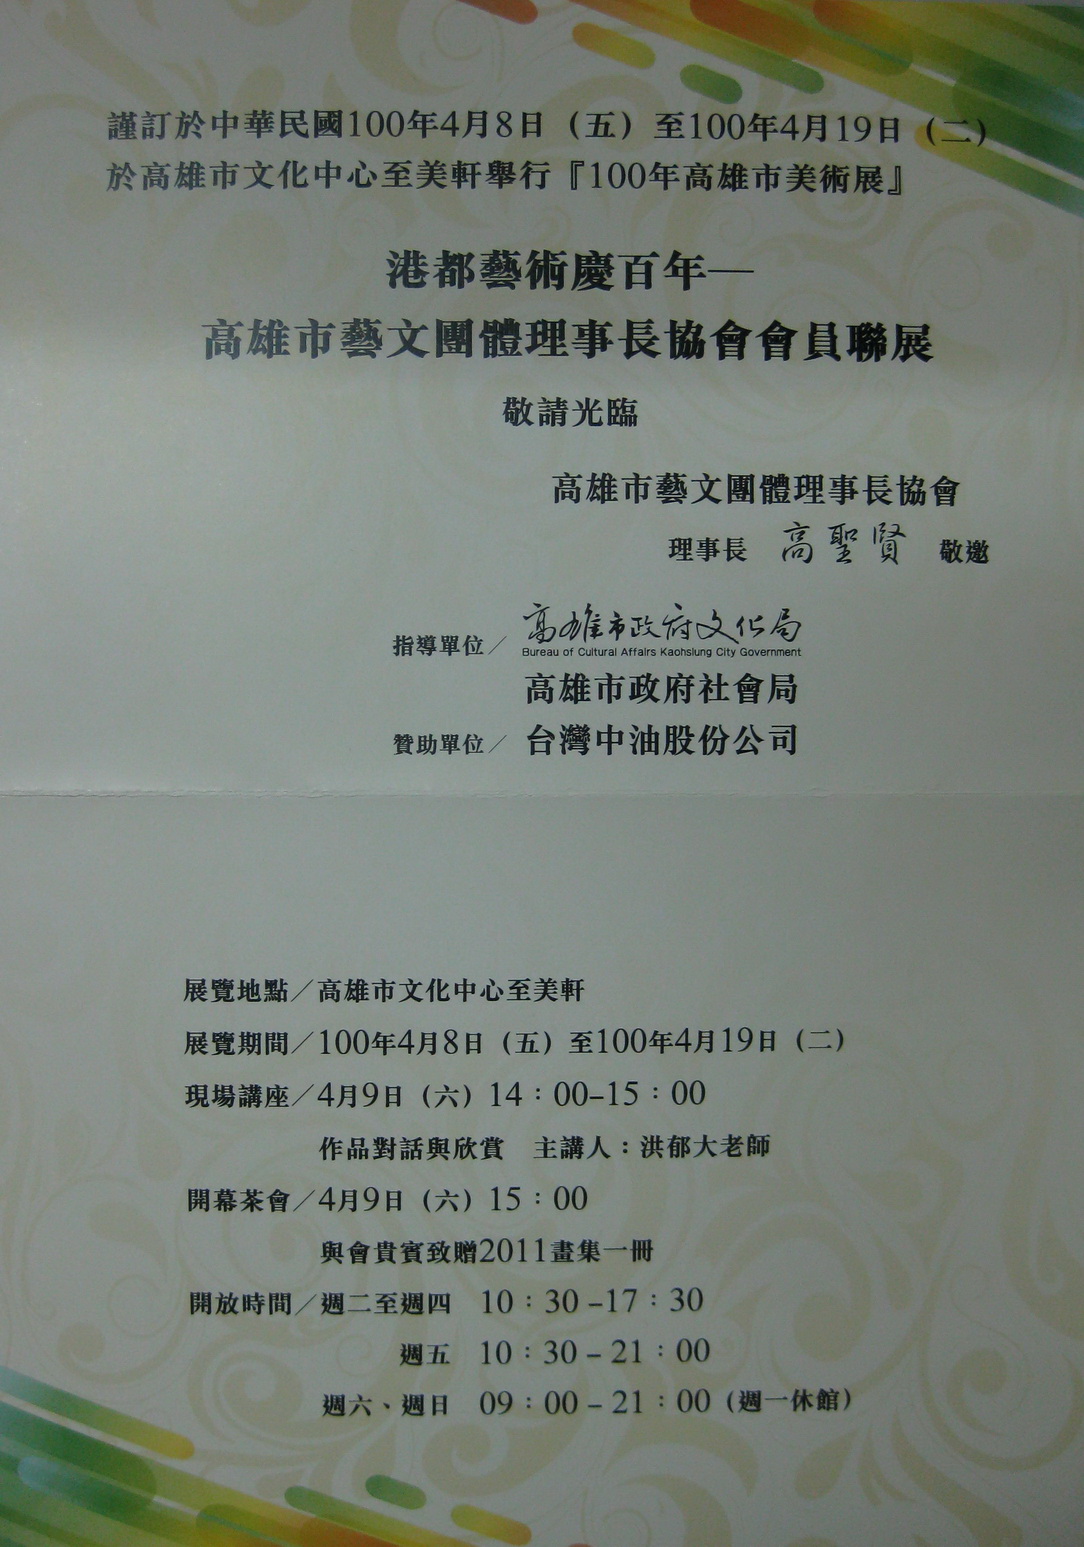 謹訂於中華民國100年4月8日（五）至100年4月19日（二）
於高雄市文化中心至美軒舉行『100年高雄市美術展』
港都藝術慶百年—
高雄市藝文團體理事長協會會員聯展
敬請光臨
高雄市藝文團體理事長協會
理事長 高聖賢 敬邀
指導單位／ 高雄市政府文化局
Bureau of Cultural Affairs Kaohsiung City Government
高雄市政府社會局
贊助單位／ 台灣中油股份公司
展覽地點／高雄市文化中心至美軒
展覽期間／100年4月8日（五）至100年4月19日（二）
現場講座／4月9日（六）14：00–15：00
作品對話與欣賞 主講人：洪郁大老師
開幕茶會／4月9日（六）15：00
與會貴賓致贈2011畫集一冊
開放時間／週二至週四 10：30 –17：30
週五 10：30 – 21：00
週六、週日 09：00 – 21：00（週一休館）